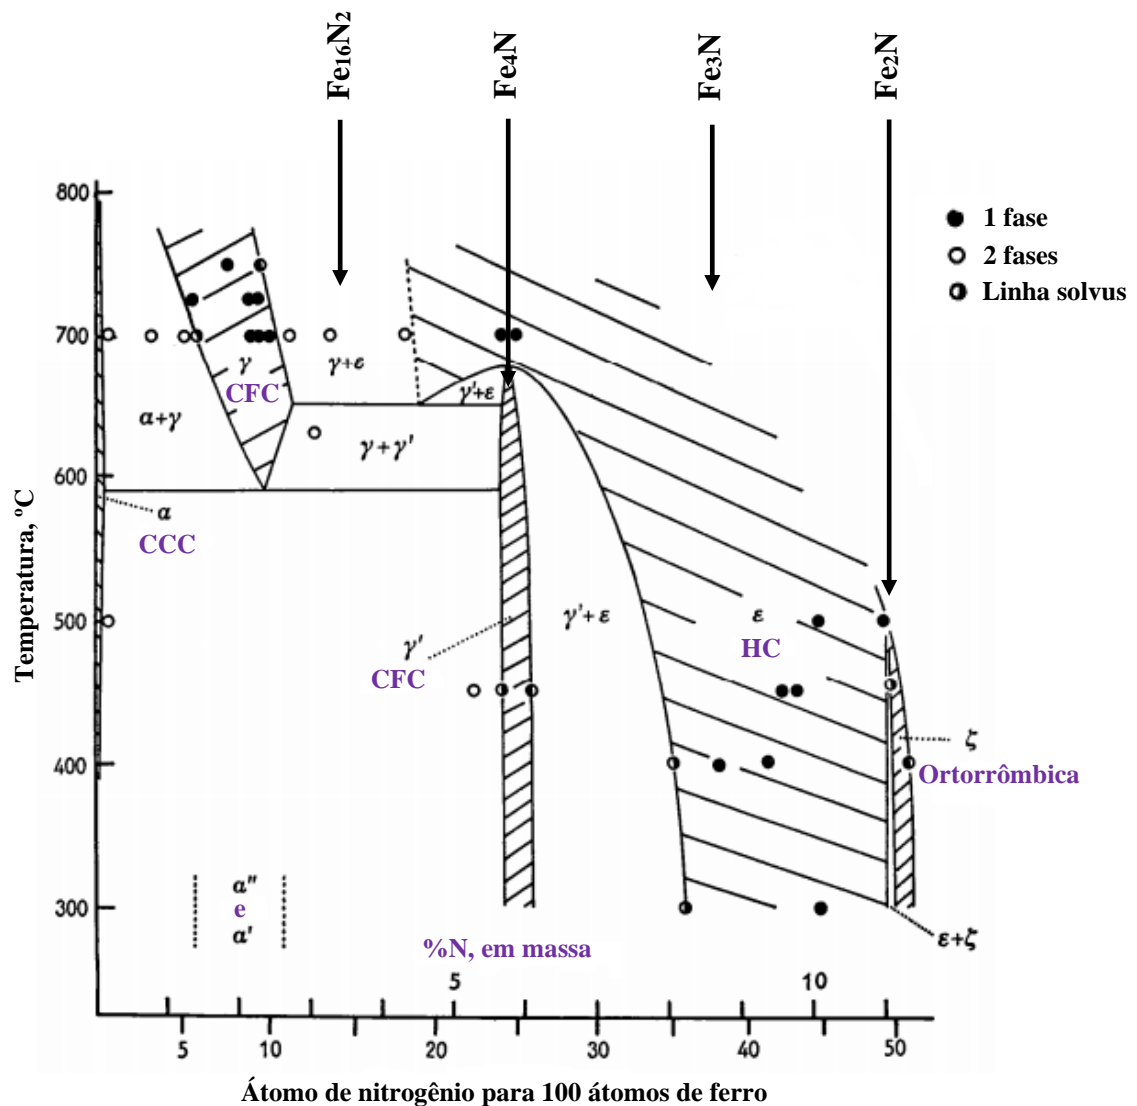 Fe16N2
Fe4N
Fe3N
Fe2N
800
1 fase
2 fases
Linha solvus
700
γ
γ+ε
CFC
γ'+ε
α+γ
γ+γ'
600
α
CCC
Temperatura, ºC
500
γ'+ε
ε
HC
γ'
CFC
ζ
400
Ortorrômbica
α"
e
α'
300
ε+ζ
%N, em massa
5
10
5
10
20
30
40
50
Átomo de nitrogênio para 100 átomos de ferro